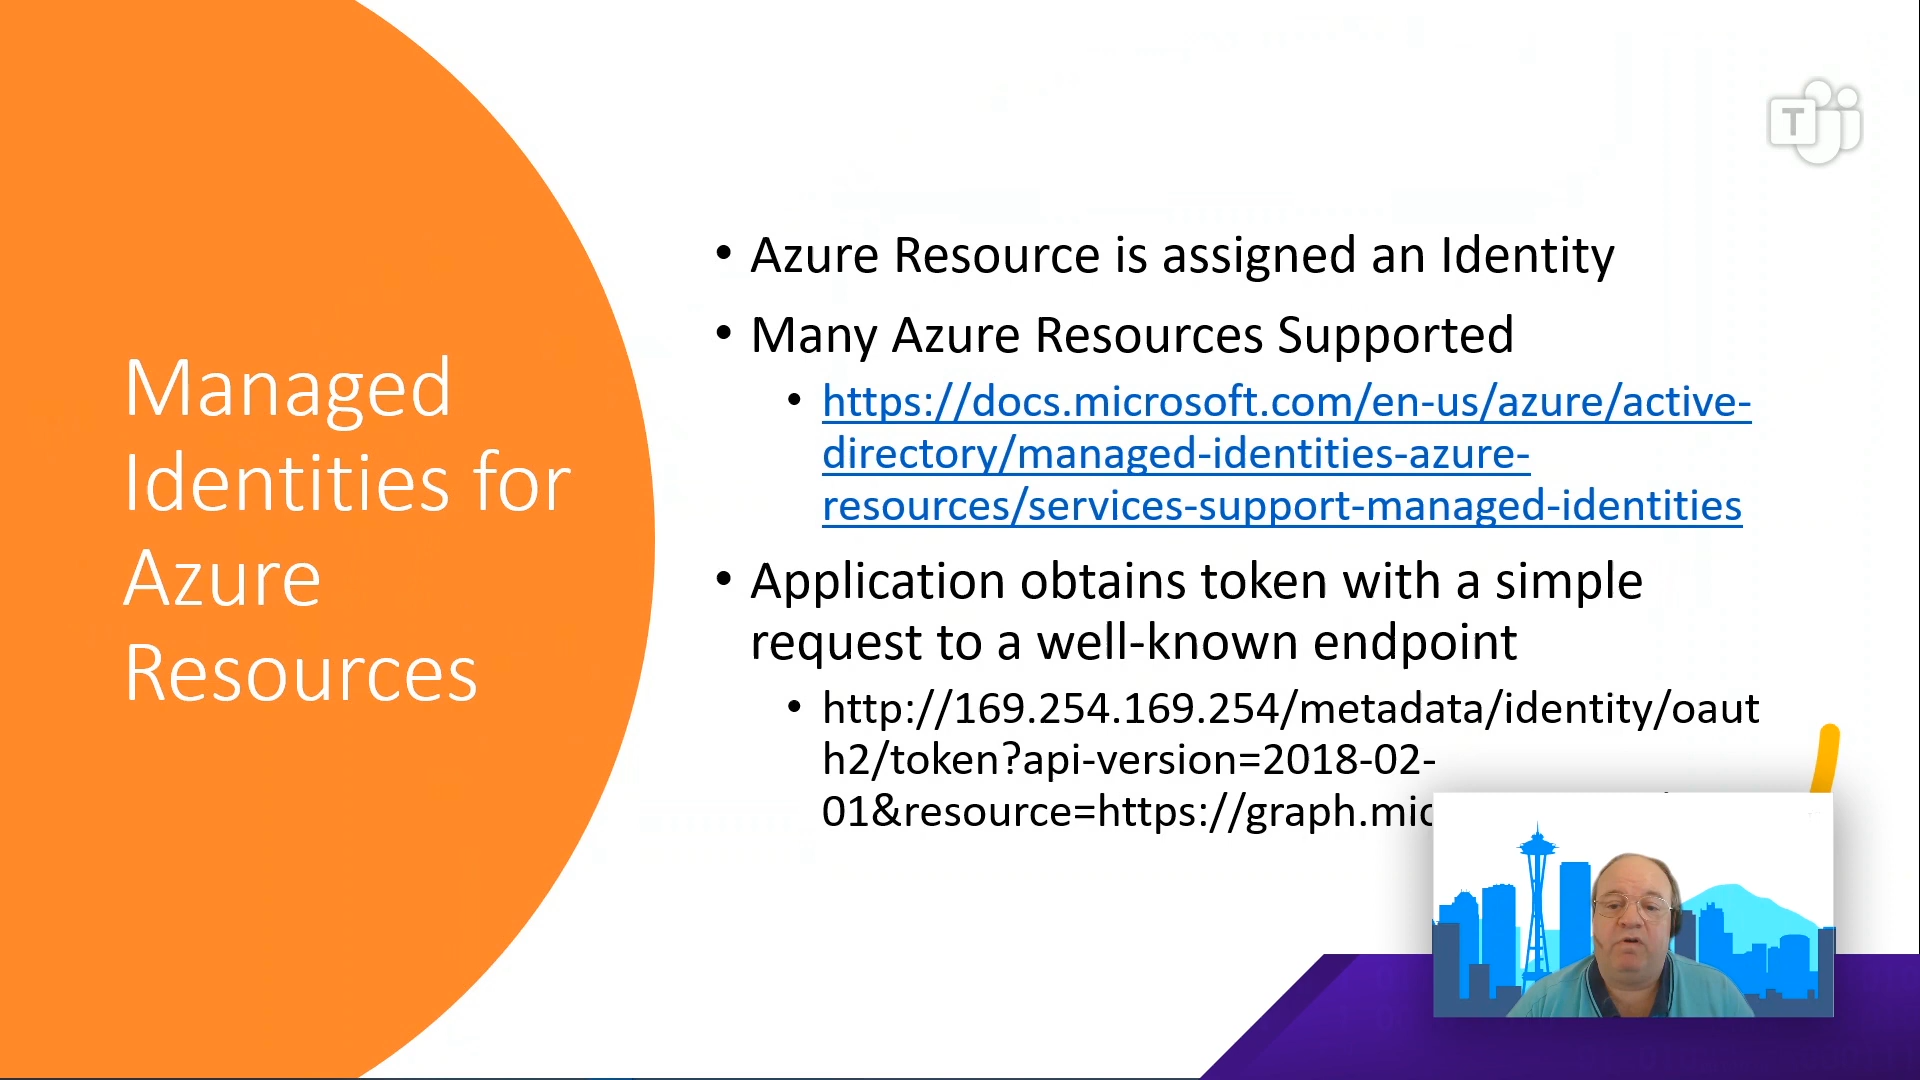 T
Managed
Identities for
Azure
Resources
• Azure Resource is assigned an Identity
• Many Azure Resources Supported
• https://docs.microsoft.com/en-us/azure/active-
directory/managed-identities-azure-
resources/services-support-managed-identities
• Application obtains token with a simple
request to a well-known endpoint
• http://169.254.169.254/metadata/identity/oaut
h2/token?api-version=2018-02-
01&resource=https://graph.mic